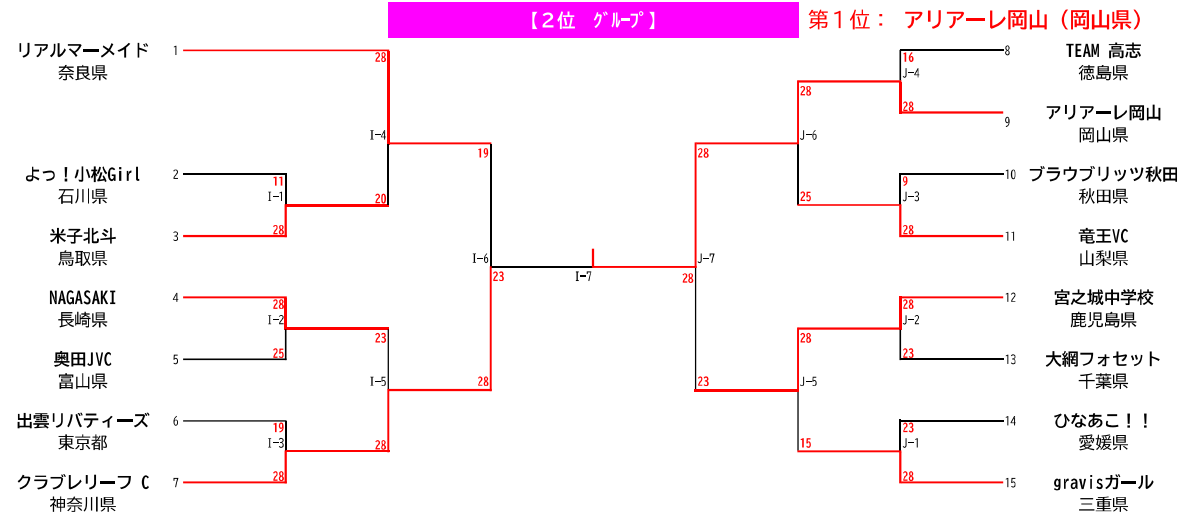 【２位　ｸﾞﾙｰﾌﾟ】
第１位： アリアーレ岡山（岡山県）
リアルマーメイド 1
奈良県
28
I-4
よっ！小松Girl 2
石川県
11
I-1
20
米子北斗 3
鳥取県
28
19
I-6
23
NAGASAKI 4
長崎県
28
I-2
23
奥田JVC 5
富山県
25
I-5
28
出雲リバティーズ 6
東京都
19
I-3
28
クラブレリーフ C 7
神奈川県
28
I-7
8 TEAM 高志
徳島県
16
J-4
28
9 アリアーレ岡山
岡山県
28
J-6
28
10 ブラウブリッツ秋田
秋田県
9
J-3
25
11 竜王VC
山梨県
28
J-7
28
12 宮之城中学校
鹿児島県
28
J-2
28
13 大網フォセット
千葉県
23
J-5
23
14 ひなあこ！！
愛媛県
23
J-1
15
15 gravisガール
三重県
28